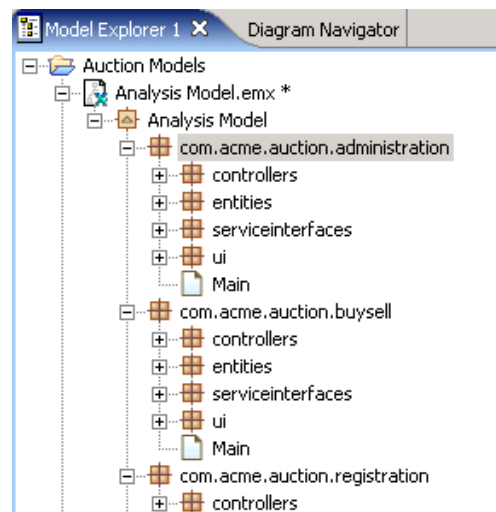 Model Explorer 1 Diagram Navigator
Auction Models
Analysis Model.emx *
Analysis Model
com.acme.auction.administration
controllers
entities
serviceinterfaces
ui
Main
com.acme.auction.buysell
controllers
entities
serviceinterfaces
ui
Main
com.acme.auction.registration
controllers